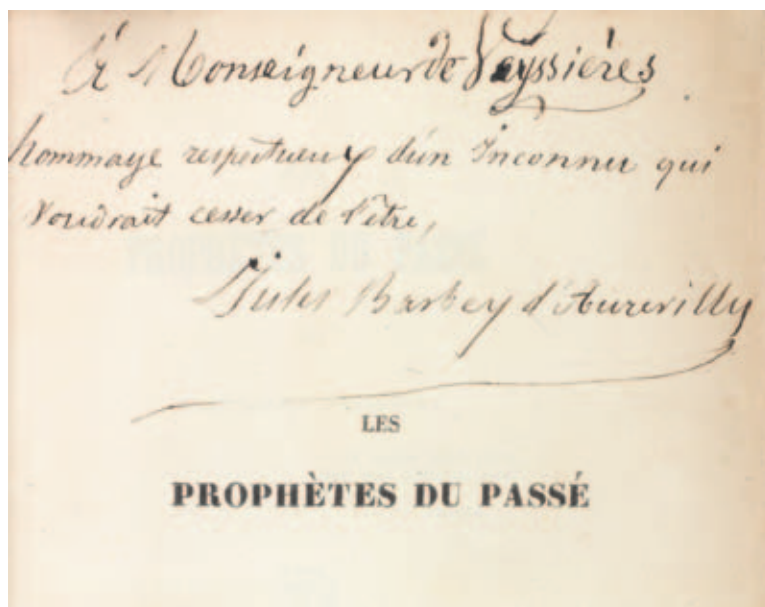 À Monseigneur de Veyssières
hommage respectueux d'un Inconnu qui
voudrait cesser de l'être,
Jules Barbey d'Aurevilly
LES
PROPHÈTES DU PASSÉ